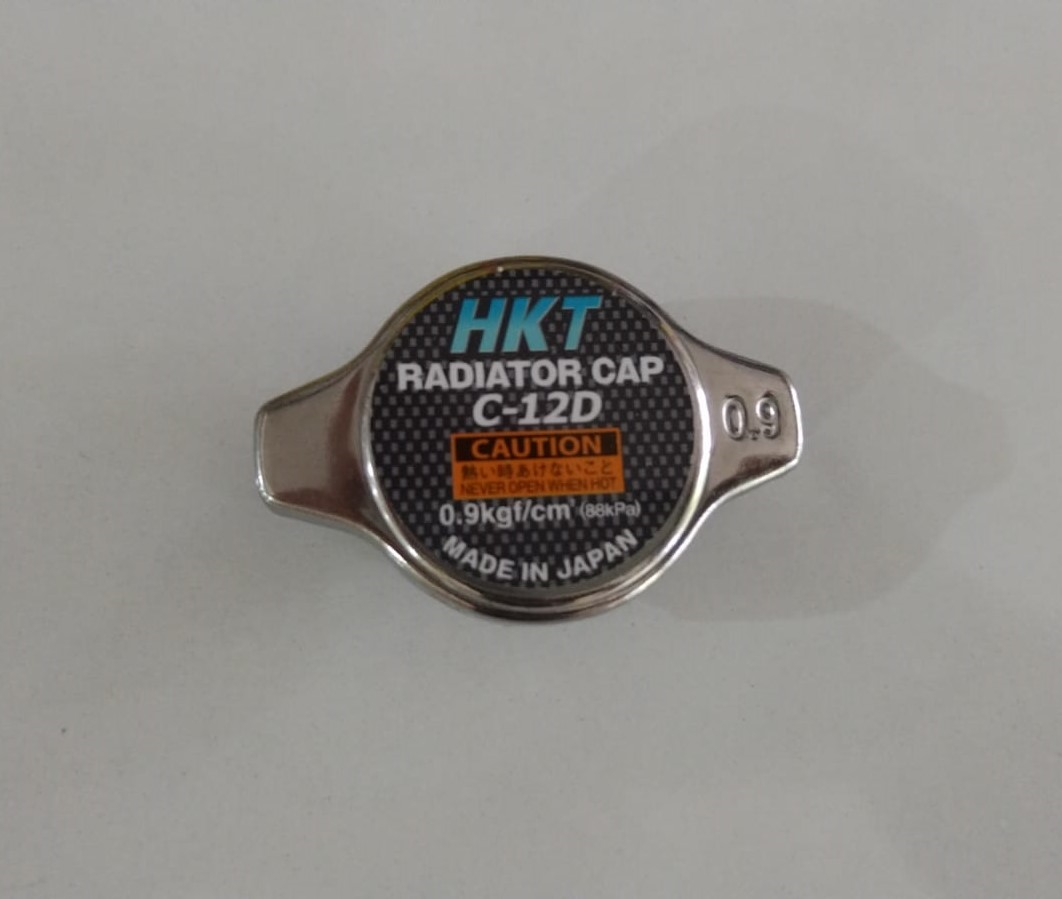 HKT
RADIATOR CAP
C-12D
CAUTION
熱い時あけないこと
NEVER OPEN WHEN HOT
0.9kgf/cm² (88kPa)
MADE IN JAPAN
0.9